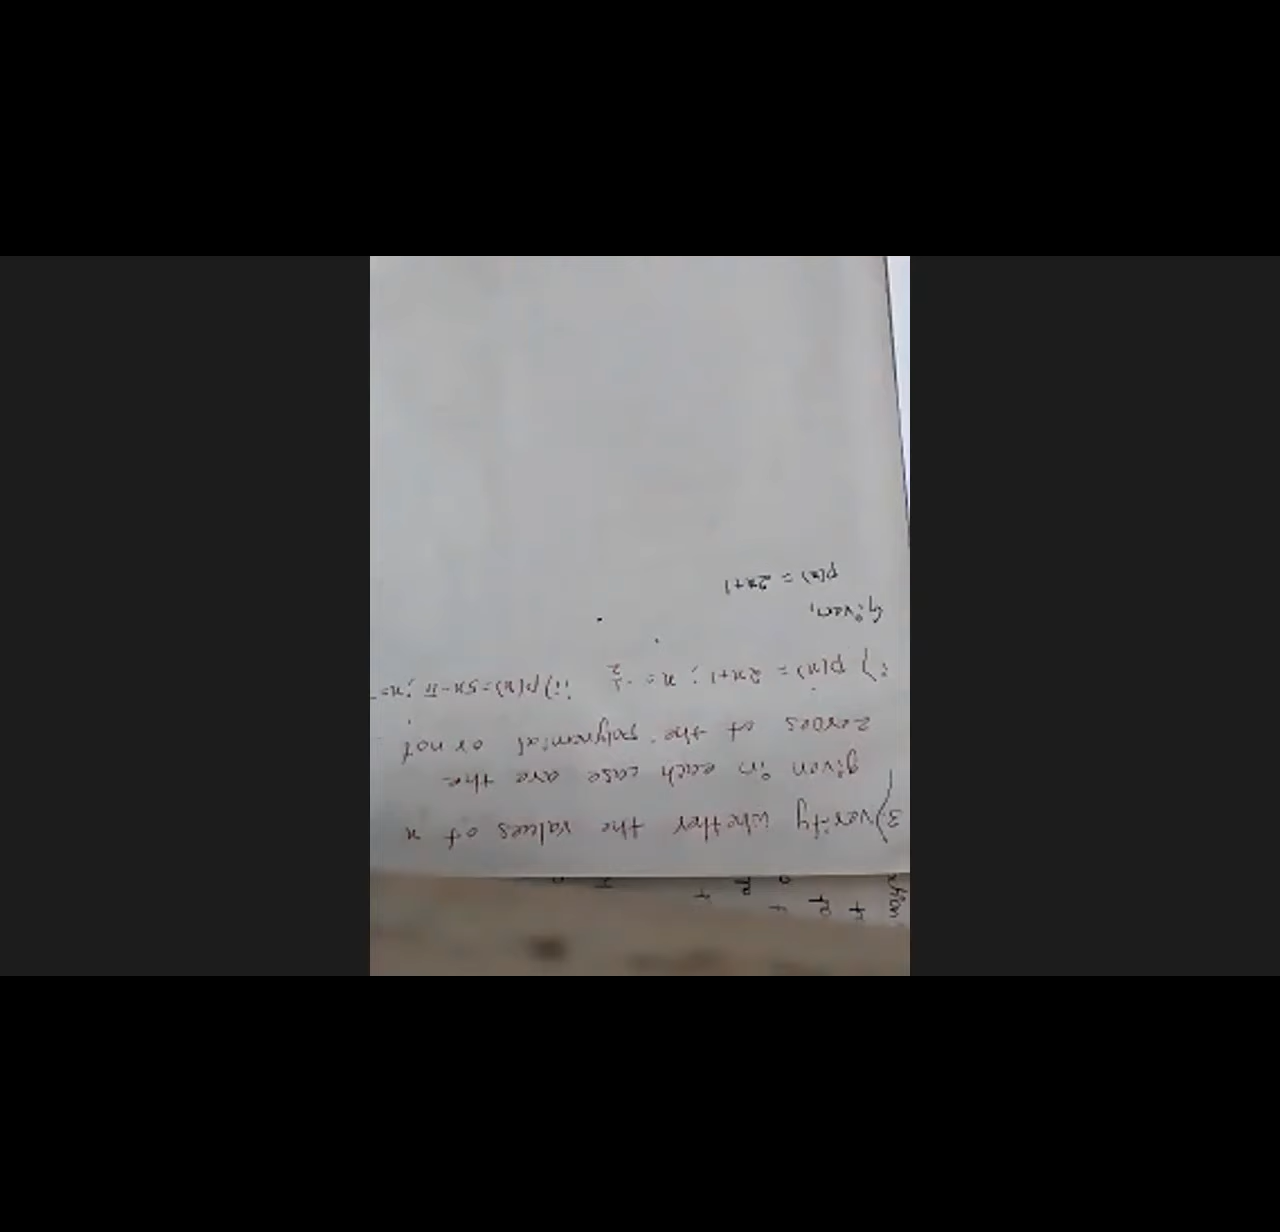 3) verify whether the values of x
given in each case are the
zeroes of the polynomial or not
i) p(x) = 2x+1; x = -1/2 ii) p(x)=5x-π; x=
Given,
p(x) = 2x+1